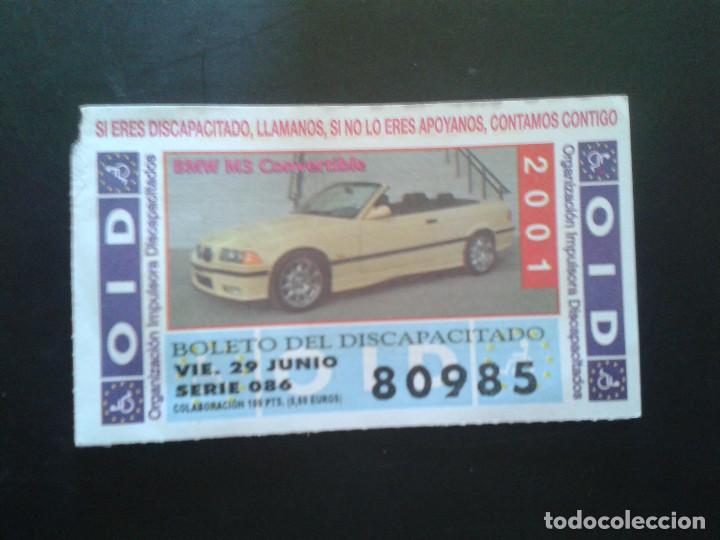 SI ERES DISCAPACITADO, LLAMANOS, SI NO LO ERES APOYANOS, CONTAMOS CONTIGO
OID
Organización Impulsora Discapacitados
BMW M3 Convertible
2001
Organización Impulsora Discapacitados
OID
BOLETO DEL DISCAPACITADO
OID
VIE. 29 JUNIO
SERIE 086
80985
COLABORACIÓN 100 PTS. (0,60 EUROS)
todocoleccion.net